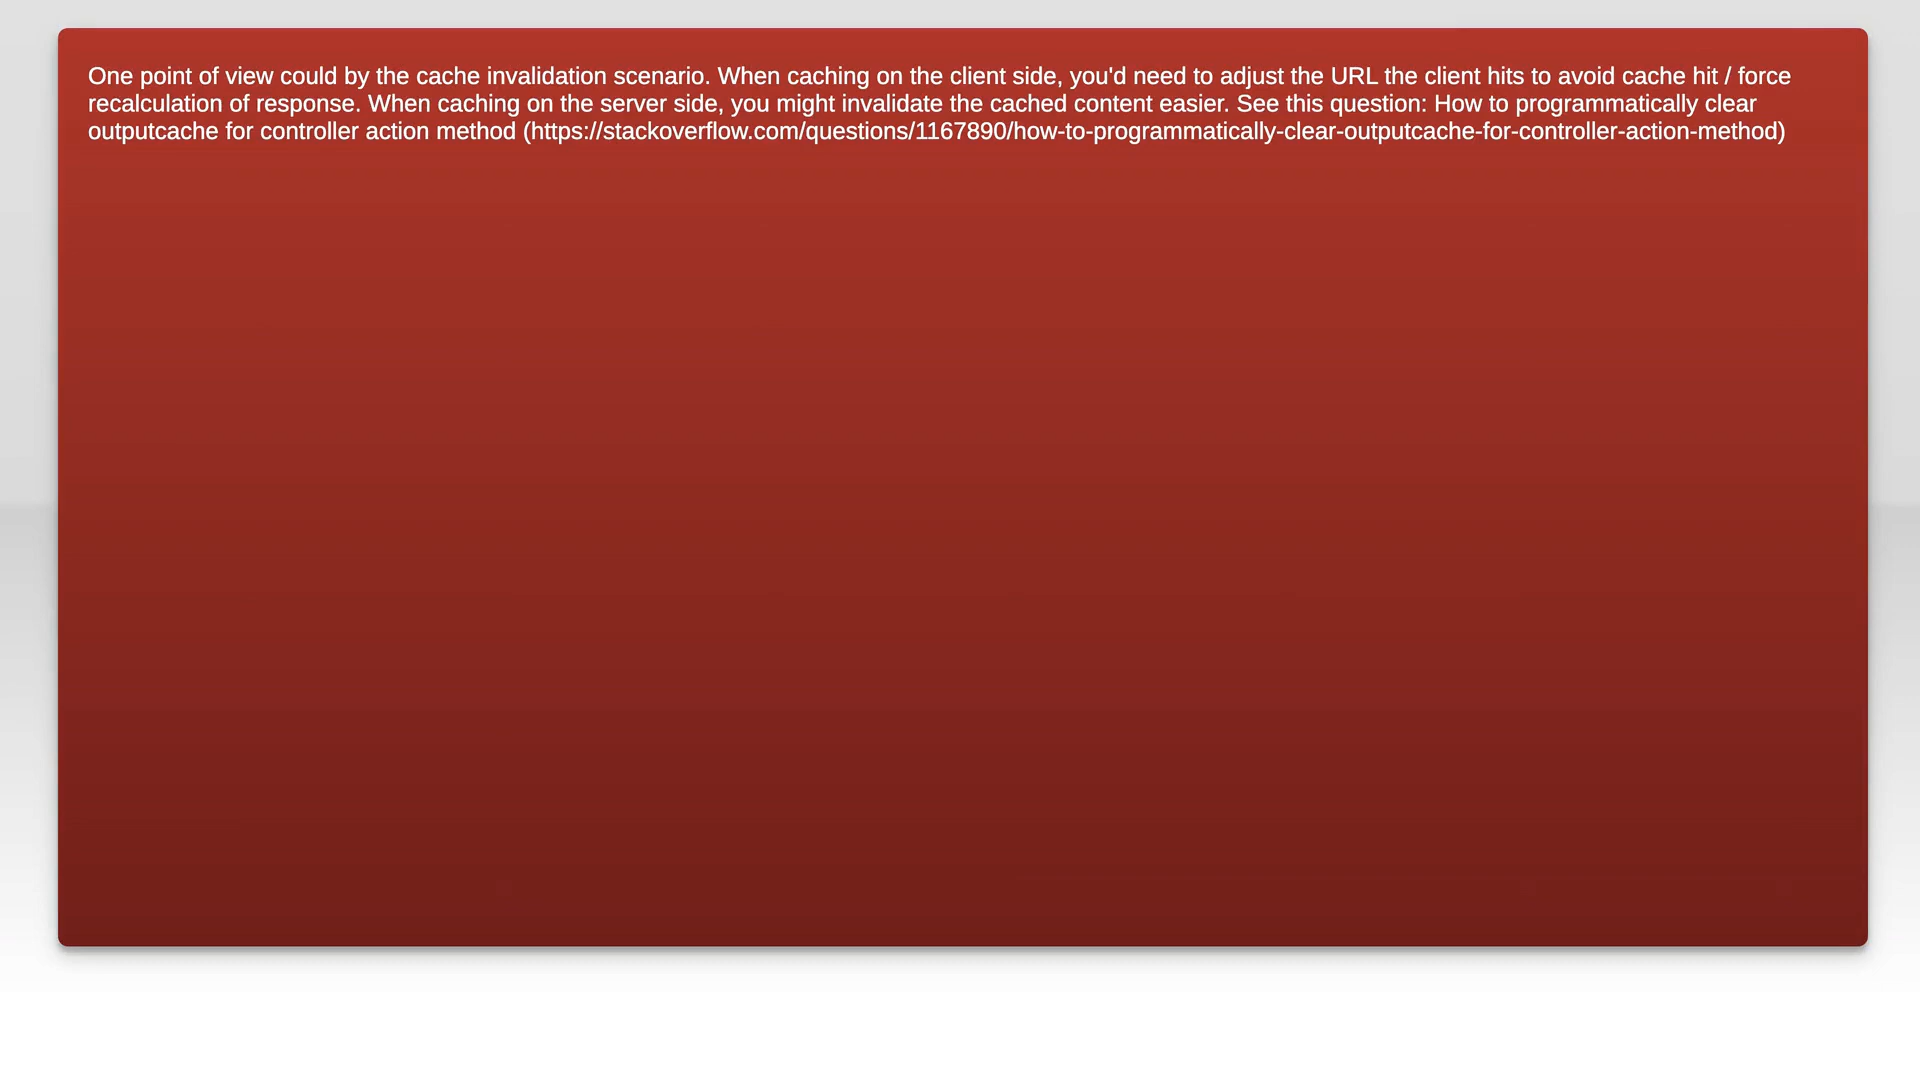 One point of view could by the cache invalidation scenario. When caching on the client side, you'd need to adjust the URL the client hits to avoid cache hit / force
recalculation of response. When caching on the server side, you might invalidate the cached content easier. See this question: How to programmatically clear
outputcache for controller action method (https://stackoverflow.com/questions/1167890/how-to-programmatically-clear-outputcache-for-controller-action-method)